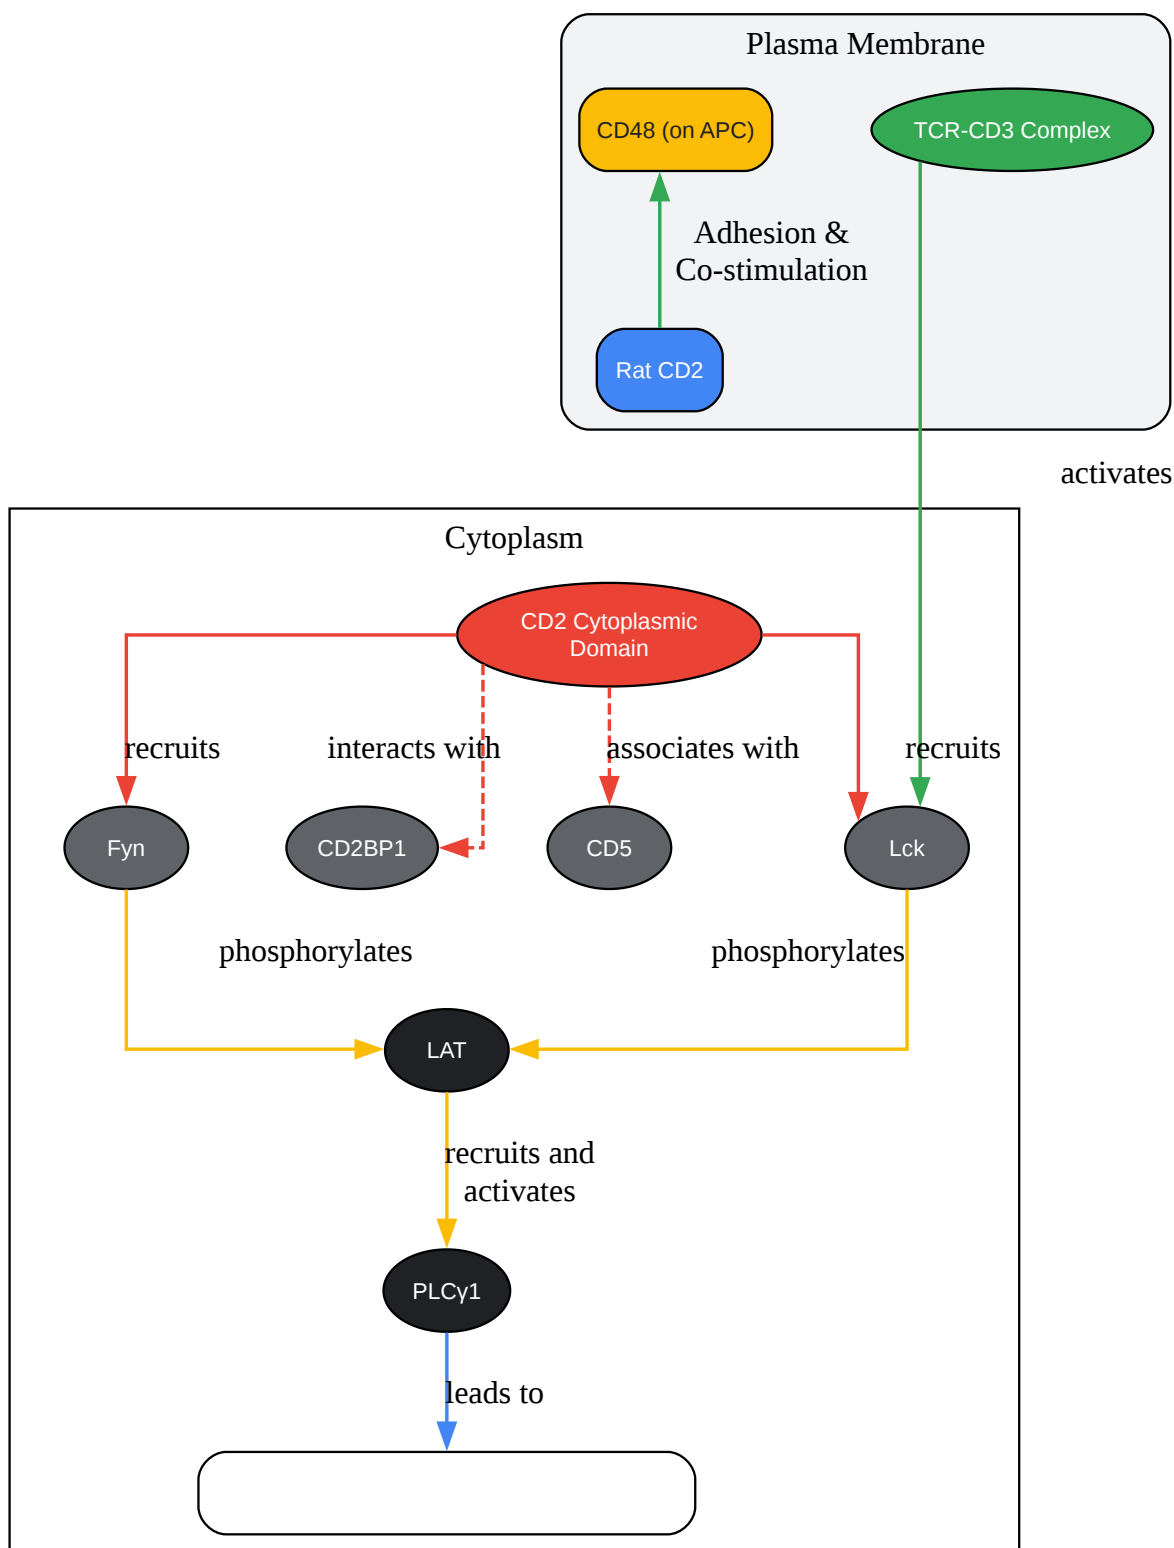 Plasma Membrane
CD48 (on APC)
TCR-CD3 Complex
Adhesion &
Co-stimulation
Rat CD2
activates
Cytoplasm
CD2 Cytoplasmic
Domain
recruits
interacts with
associates with
recruits
Fyn
CD2BP1
CD5
Lck
phosphorylates
phosphorylates
LAT
recruits and
activates
PLCγ1
leads to